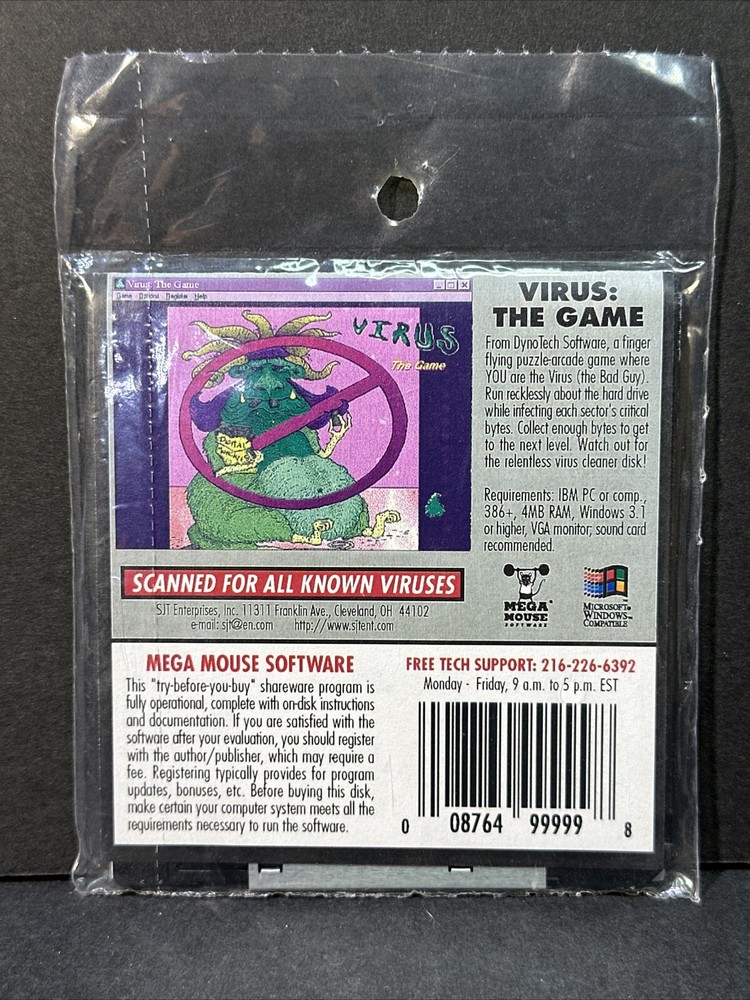 Virus: The Game
Game Options Register Help
VIRUS
The Game
VIRUS:
THE GAME
From DynoTech Software, a finger
flying puzzle-arcade game where
YOU are the Virus (the Bad Guy).
Run recklessly about the hard drive
while infecting each sector's critical
bytes. Collect enough bytes to get
to the next level. Watch out for
the relentless virus cleaner disk!
Requirements: IBM PC or comp.,
386+, 4MB RAM, Windows 3.1
or higher, VGA monitor; sound card
recommended.
SCANNED FOR ALL KNOWN VIRUSES
SJT Enterprises, Inc. 11311 Franklin Ave., Cleveland, OH 44102
e-mail: sjt@en.com http://www.sjtent.com
MEGA
MOUSE
SOFTWARE
MICROSOFT®
WINDOWS™
COMPATIBLE
MEGA MOUSE SOFTWARE
This "try-before-you-buy" shareware program is
fully operational, complete with on-disk instructions
and documentation. If you are satisfied with the
software after your evaluation, you should register
with the author/publisher, which may require a
fee. Registering typically provides for program
updates, bonuses, etc. Before buying this disk,
make certain your computer system meets all the
requirements necessary to run the software.
FREE TECH SUPPORT: 216-226-6392
Monday - Friday, 9 a.m. to 5 p.m. EST
0 08764 99999 8